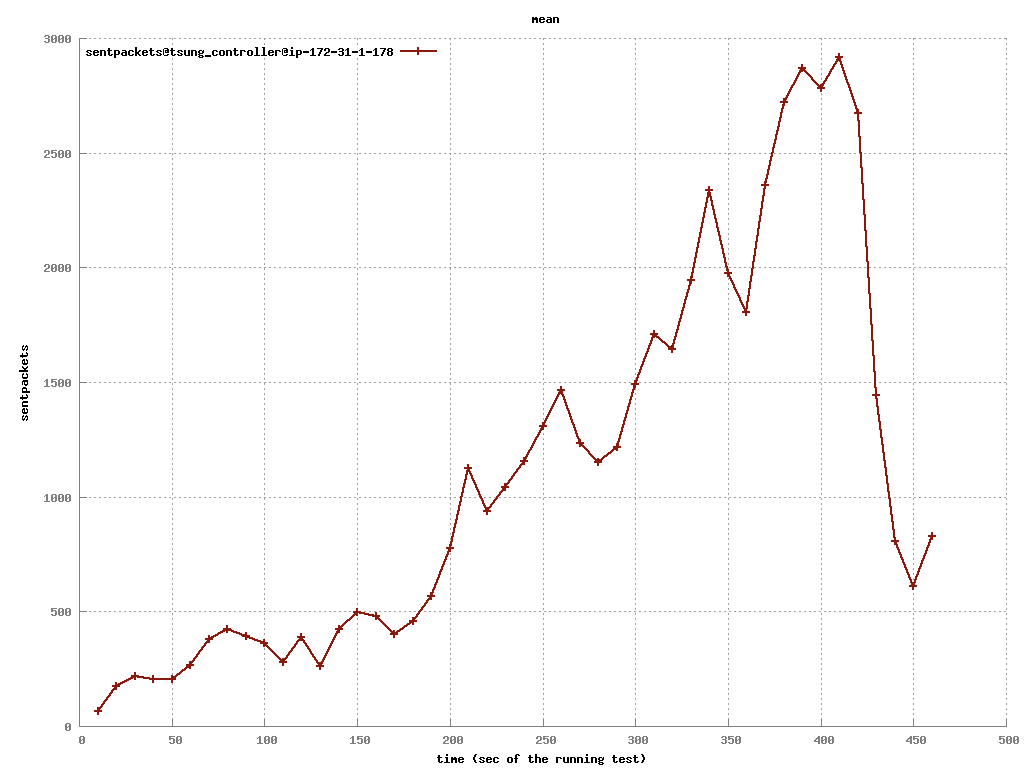 mean
3000
sentpackets@tsung_controller@ip-172-31-1-178
2500
2000
1500
1000
500
0
sentpackets
0 50 100 150 200 250 300 350 400 450 500
time (sec of the running test)